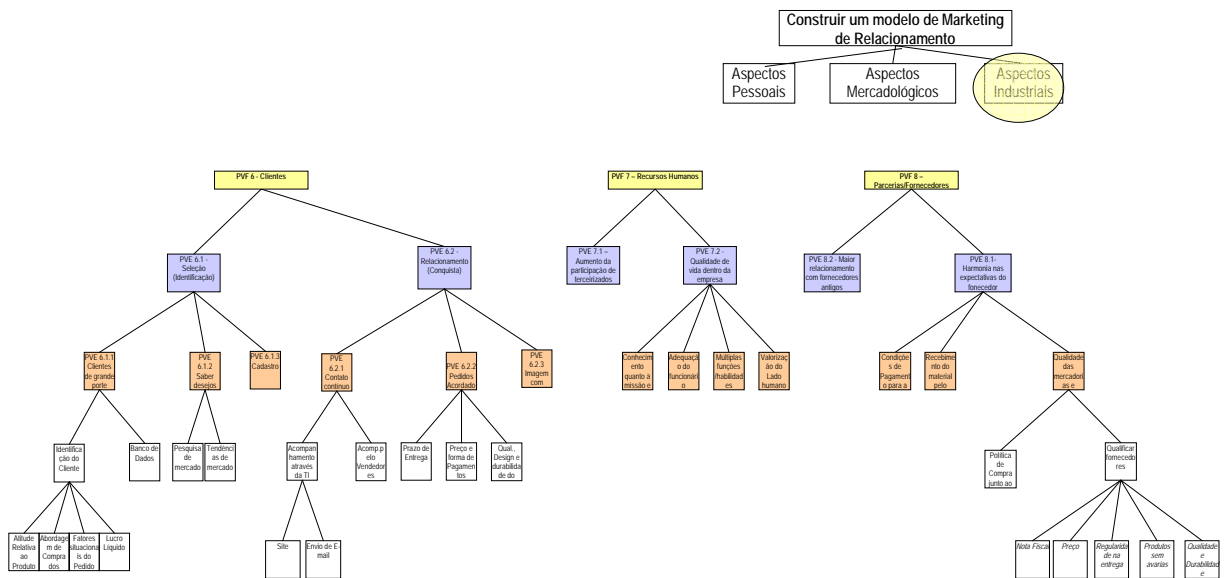 Construir um modelo de Marketing
de Relacionamento
Aspectos
Pessoais
Aspectos
Mercadológicos
Aspectos
Industriais
PVF 6 - Clientes
PVF 7 – Recursos Humanos
PVF 8 –
Parcerias/Fornecedores
PVE 6.1 -
Seleção
(Identificação)
PVE 6.2 -
Relacionamento
(Conquista)
PVE 7.1 –
Aumento da
participação de
terceirizados
PVE 7.2 -
Qualidade de
vida dentro da
empresa
PVE 8.2 - Maior
relacionamento
com fornecedores
antigos
PVE 8.1-
Harmonia nas
expectativas do
fonecedor
PVE 6.1.1
Clientes
de grande
porte
PVE
6.1.2
Saber
desejos
PVE 6.1.3
Cadastro
PVE
6.2.1
Contato
contínuo
PVE 6.2.2
Pedidos
Acordado
PVE
6.2.3
Imagem
com
Conhecim
ento
quanto à
missão e
Adequaçã
o do
funcionári
o
Múltiplas
funções
/habilidad
es
Valorizaç
ão do
Lado
humano
Condiçõe
s de
Pagament
o para a
Recebime
nto do
material
pelo
Qualidade
das
mercadori
as e
Identifica
ção do
Cliente
Banco de
Dados
Pesquisa
de
mercado
Tendênci
as de
mercado
Acompan
hamento
através
da TI
Acomp.p
elo
Vendedor
es
Prazo de
Entrega
Preço e
forma de
Pagamen
tos
Qual.,
Design e
durabilida
de do
Política
de
Compra
junto ao
Qualificar
fornecedo
res
Atitude
Relativa
ao
Produto
Abordage
m de
Compra
dos
Fatores
situacion
ais do
Pedido
Lucro
Líquido
Site
Envio de E-
mail
Nota Fiscal
Preço
Regularida
de na
entrega
Produtos
sem
avarias
Qualidade
e
Durabilidad
e